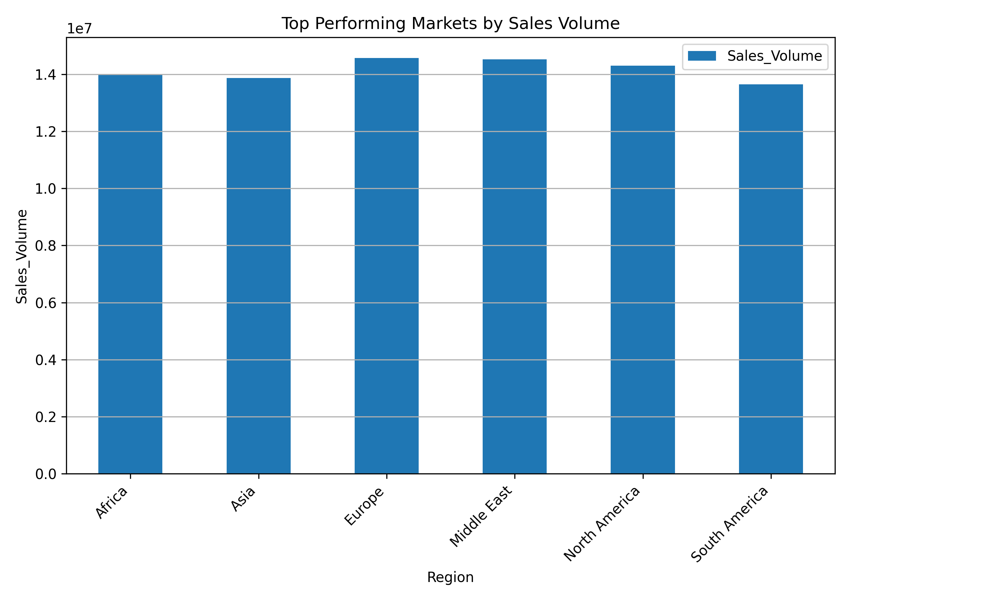 Top Performing Markets by Sales Volume
1e7
Sales_Volume
1.4
1.2
1.0
0.8
0.6
0.4
0.2
0.0
Sales_Volume
Africa
Asia
Europe
Middle East
North America
South America
Region